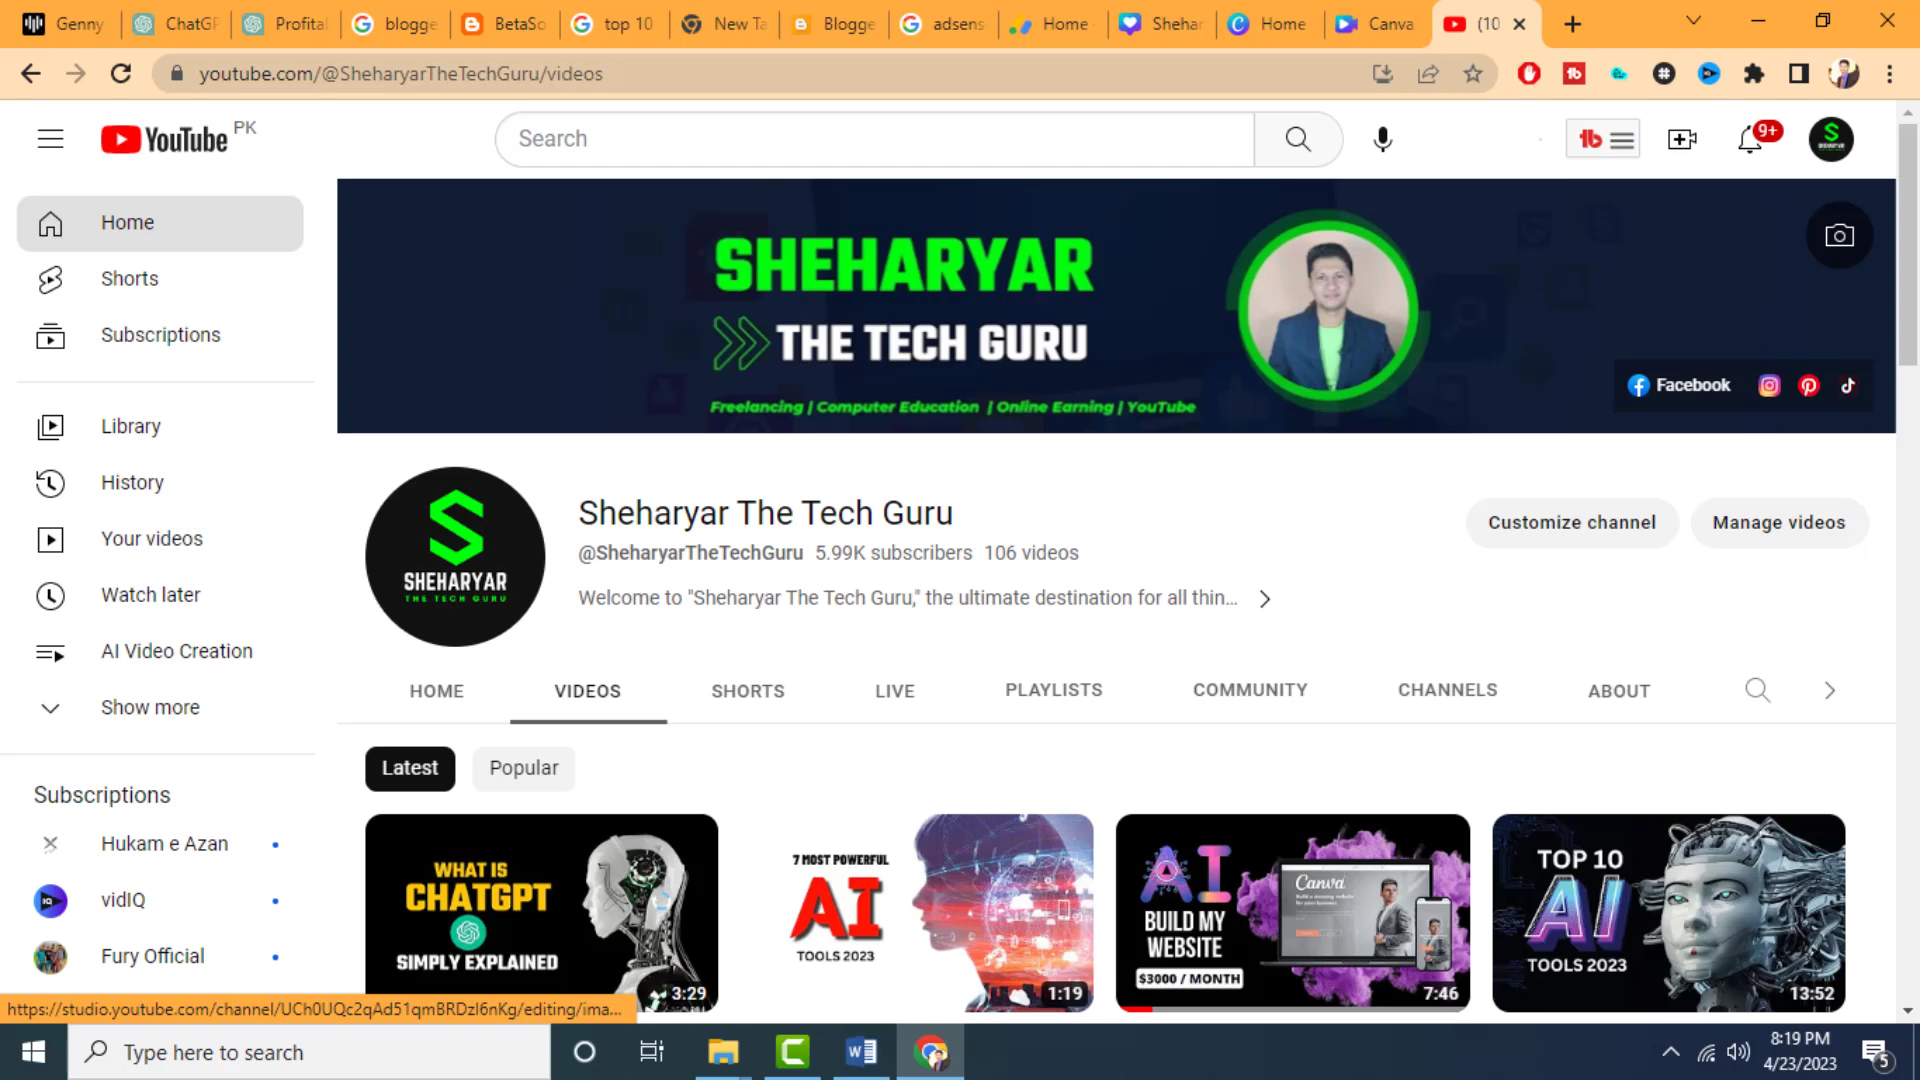 Genny
ChatGP
Profital
blogge
BetaSo
top 10
New Ta
Blogge
adsens
Home
Shehar
Home
Canva
(10
youtube.com/@SheharyarTheTechGuru/videos
YouTube PK
Search
9+
Home
Shorts
Subscriptions
Library
History
Your videos
Watch later
AI Video Creation
Show more
Subscriptions
Hukam e Azan
vidIQ
Fury Official
SHEHARYAR
THE TECH GURU
Freelancing | Computer Education | Online Earning | YouTube
Facebook
SHEHARYAR
THE TECH GURU
Sheharyar The Tech Guru
@SheharyarTheTechGuru 5.99K subscribers 106 videos
Welcome to "Sheharyar The Tech Guru," the ultimate destination for all thin...
Customize channel
Manage videos
HOME
VIDEOS
SHORTS
LIVE
PLAYLISTS
COMMUNITY
CHANNELS
ABOUT
Latest
Popular
WHAT IS
CHATGPT
SIMPLY EXPLAINED
3:29
7 MOST POWERFUL
AI
TOOLS 2023
1:19
AI
BUILD MY
WEBSITE
$3000 / MONTH
Canva
7:46
TOP 10
AI
TOOLS 2023
13:52
https://studio.youtube.com/channel/UCh0UQc2qAd51qmBRDzl6nKg/editing/ima...
Type here to search
8:19 PM
4/23/2023
5